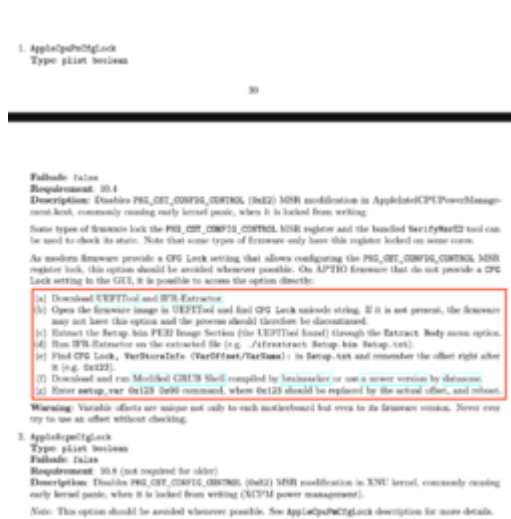 1. AppleCpuPmCfgLock
Type: plist boolean
30
Failsafe: false
Requirement: 10.4
Description: Disables PKG_CST_CONFIG_CONTROL (0xE2) MSR modification in AppleIntelCPUPowerManage-
ment.kext, commonly causing early kernel panic, when it is locked from writing.
Some types of firmware lock the PKG_CST_CONFIG_CONTROL MSR register and the bundled VerifyMsrE2 tool can
be used to check its state. Note that some types of firmware only have this register locked on some cores.
As modern firmware provide a CFG Lock setting that allows configuring the PKG_CST_CONFIG_CONTROL MSR
register lock, this option should be avoided whenever possible. On APTIO firmware that do not provide a CFG
Lock setting in the GUI, it is possible to access the option directly:
(a) Download UEFITool and IFR-Extractor.
(b) Open the firmware image in UEFITool and find CFG Lock unicode string. If it is not present, the firmware
may not have this option and the process should therefore be discontinued.
(c) Extract the Setup.bin PE32 Image Section (the UEFITool found) through the Extract Body menu option.
(d) Run IFR-Extractor on the extracted file (e.g. ./ifrextract Setup.bin Setup.txt).
(e) Find CFG Lock, VarStoreInfo (VarOffset/VarName): in Setup.txt and remember the offset right after
it (e.g. 0x123).
(f) Download and run Modified GRUB Shell compiled by brainsucker or use a newer version by datasone.
(g) Enter setup_var 0x123 0x00 command, where 0x123 should be replaced by the actual offset, and reboot.
Warning: Variable offsets are unique not only to each motherboard but even to its firmware version. Never ever
try to use an offset without checking.
2. AppleXcpmCfgLock
Type: plist boolean
Failsafe: false
Requirement: 10.8 (not required for older)
Description: Disables PKG_CST_CONFIG_CONTROL (0xE2) MSR modification in XNU kernel, commonly causing
early kernel panic, when it is locked from writing (XCPM power management).
Note: This option should be avoided whenever possible. See AppleCpuPmCfgLock description for more details.